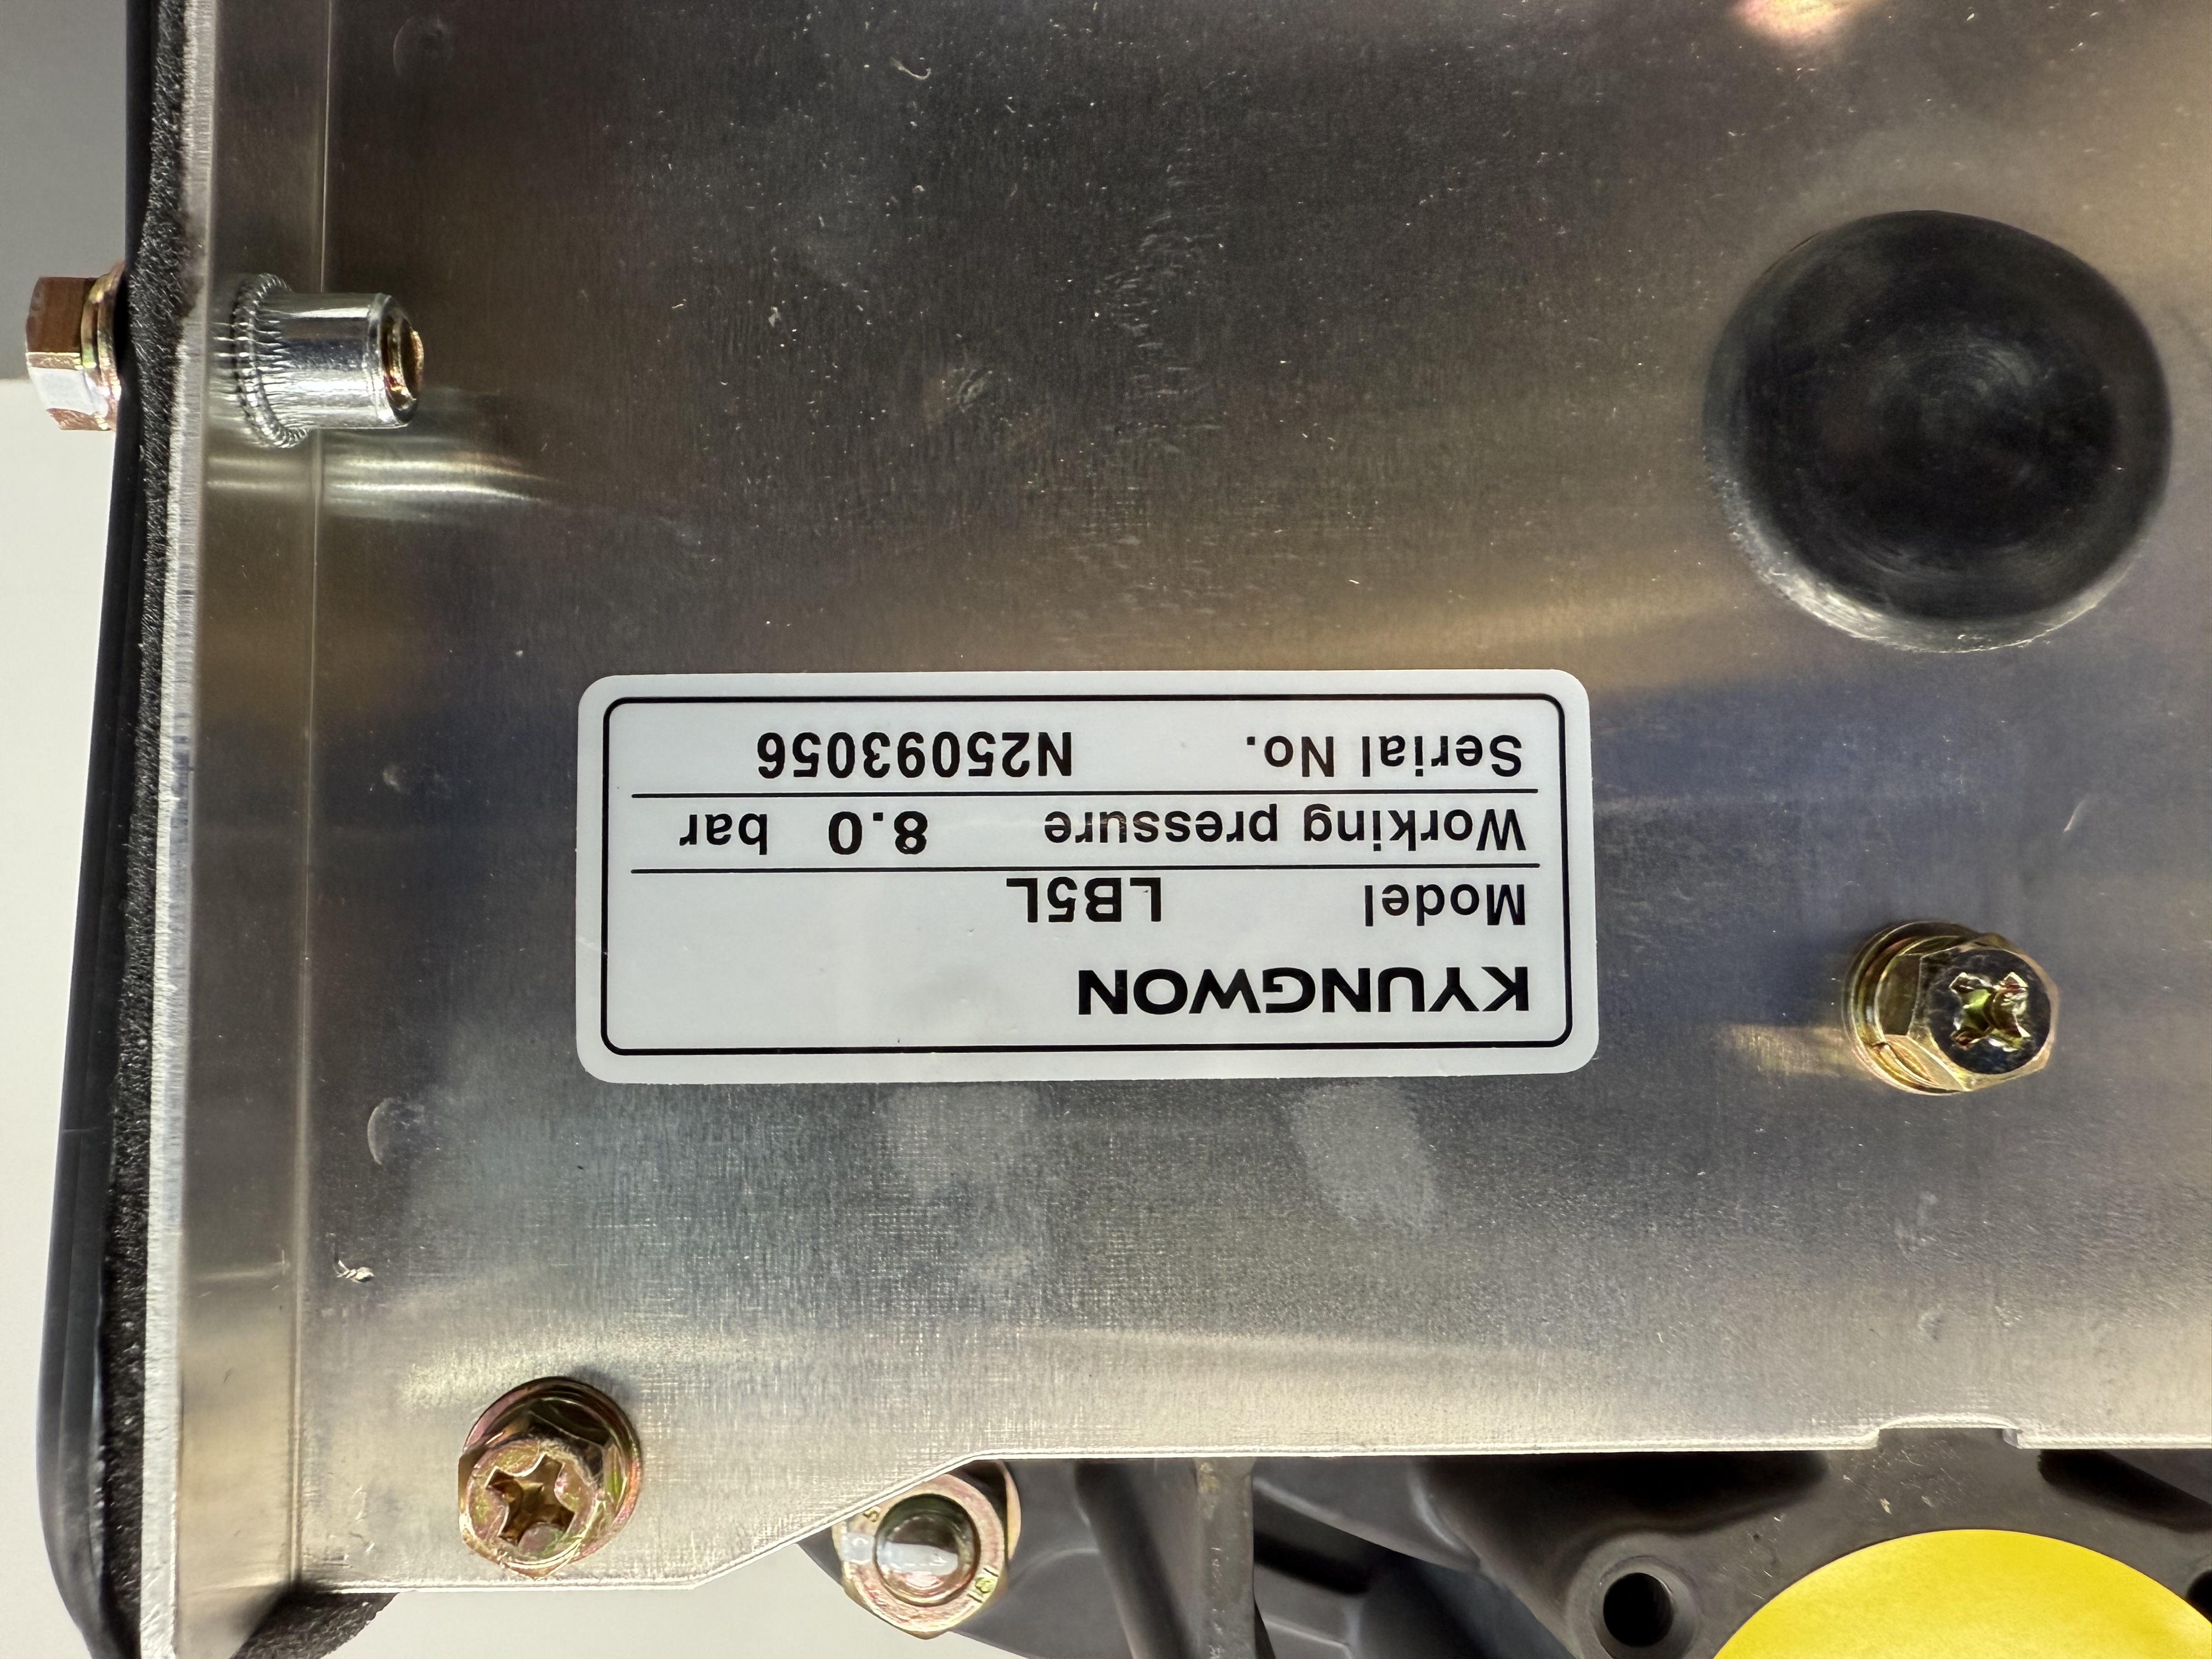 KYUNGWON
Model LB5L
Working pressure 8.0 bar
Serial No. N25093056